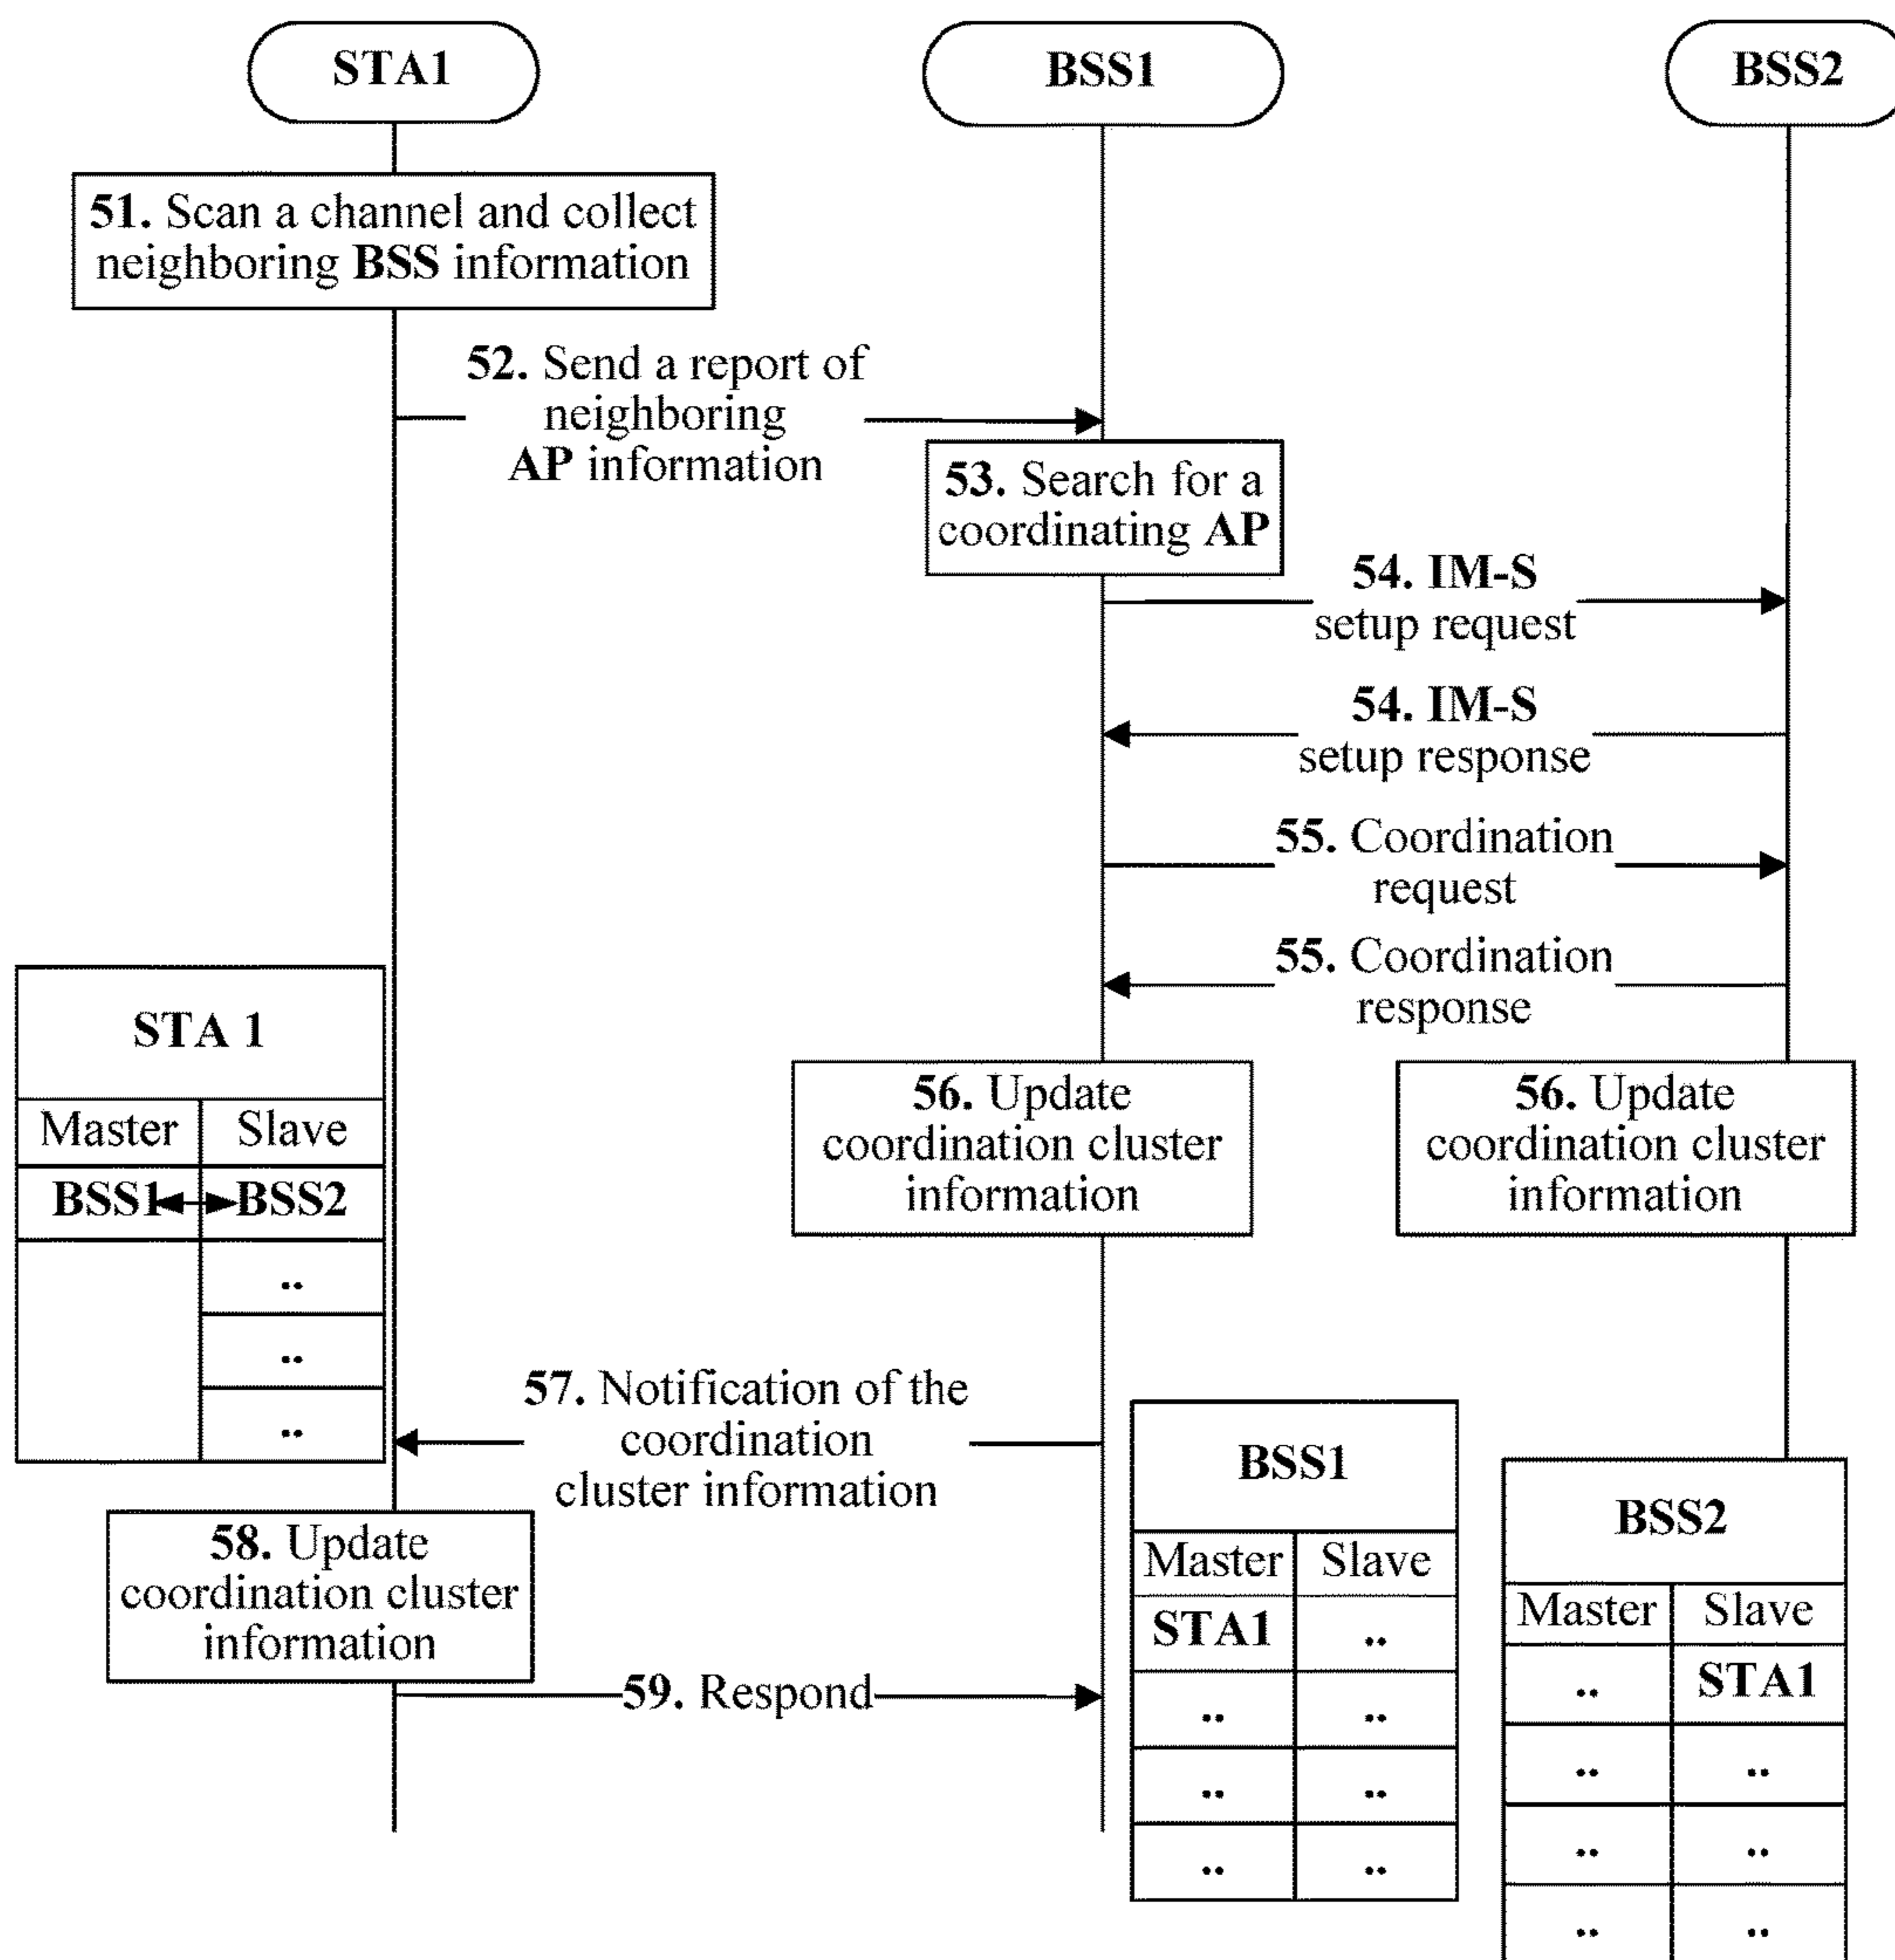 STA1
BSS1
BSS2
51. Scan a channel and collect
neighboring BSS information
52. Send a report of
neighboring
AP information
53. Search for a
coordinating AP
54. IM-S
setup request
54. IM-S
setup response
55. Coordination
request
55. Coordination
response
STA 1
Master Slave
BSS1 BSS2
..
..
..
56. Update
coordination cluster
information
56. Update
coordination cluster
information
57. Notification of the
coordination
cluster information
58. Update
coordination cluster
information
59. Respond
BSS1
Master Slave
STA1 ..
.. ..
.. ..
.. ..
BSS2
Master Slave
.. STA1
.. ..
.. ..
.. ..